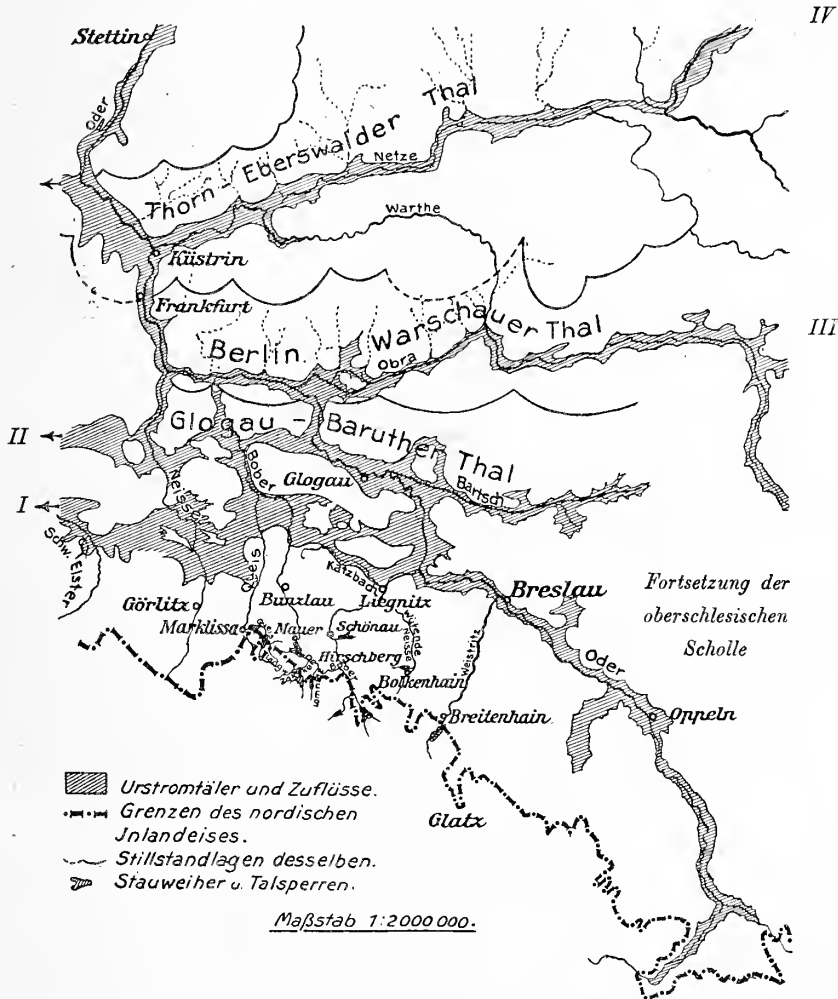 IV
Stettin
Oder
Thorn - Eberswalder Thal
Netze
Warthe
Küstrin
Frankfurt
Berlin. Warschauer Thal
III
Obra
Glogau - Baruther Thal
II
Neisse
Bober
Glogau
Bartsch
I
Schw. Elster
Queis
Katzbach
Görlitz
Bunzlau
Liegnitz
Breslau
Fortsetzung der
oberschlesischen
Scholle
Marklissa
Mauer
Schönau
Wütende Neisse
Weistritz
Oder
Hirschberg
Bober
Bolkenhain
Breitenhain
Oppeln
Urstromtäler und Zuflüsse.
Grenzen des nordischen
Jnlandeises.
Glatz
Stillstandlagen desselben.
Stauweiher u. Talsperren.
Maßstab 1:2000000.